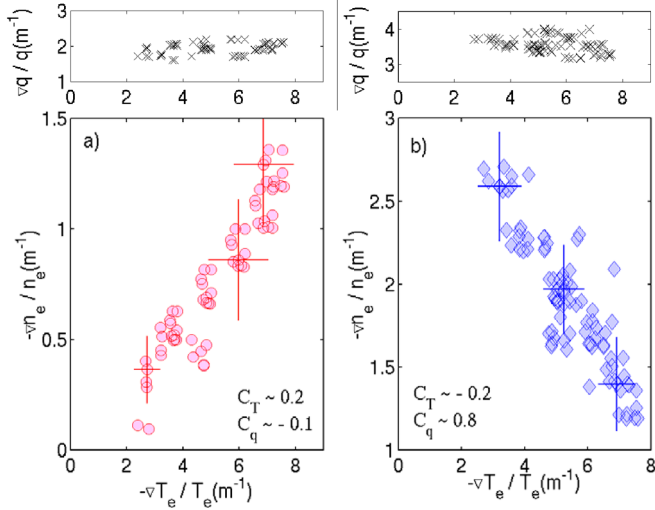 3
2
1
∇q / q(m⁻¹)
2 4 6 8
4
3
∇q / q(m⁻¹)
0 2 4 6 8
a)
1.5
1
0.5
0
-∇n_e / n_e(m⁻¹)
C_T ~ 0.2
C_q ~ - 0.1
0 2 4 6 8
-∇T_e / T_e(m⁻¹)
b)
3
2.5
2
1.5
1
-∇n_e / n_e(m⁻¹)
C_T ~ - 0.2
C_q ~ 0.8
0 2 4 6 8
-∇T_e / T_e(m⁻¹)